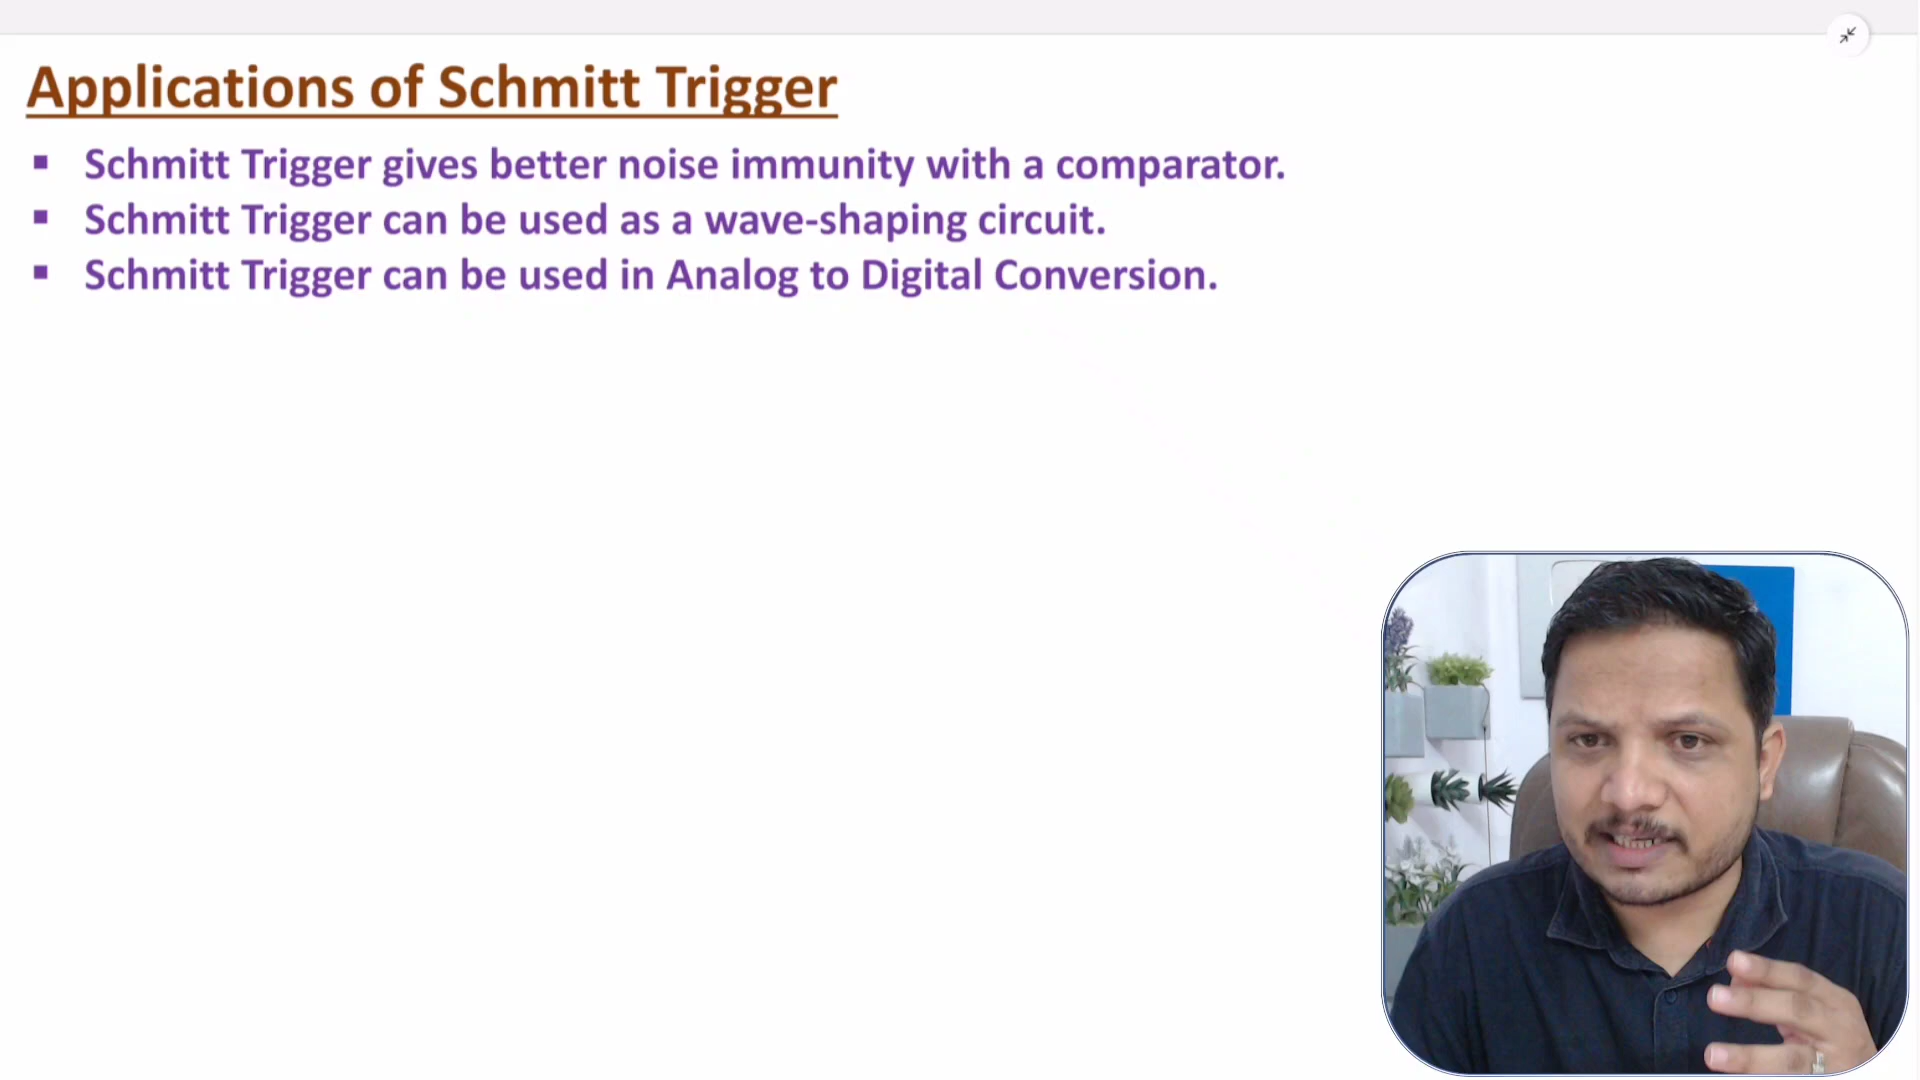 Applications of Schmitt Trigger
▪ Schmitt Trigger gives better noise immunity with a comparator.
▪ Schmitt Trigger can be used as a wave-shaping circuit.
▪ Schmitt Trigger can be used in Analog to Digital Conversion.